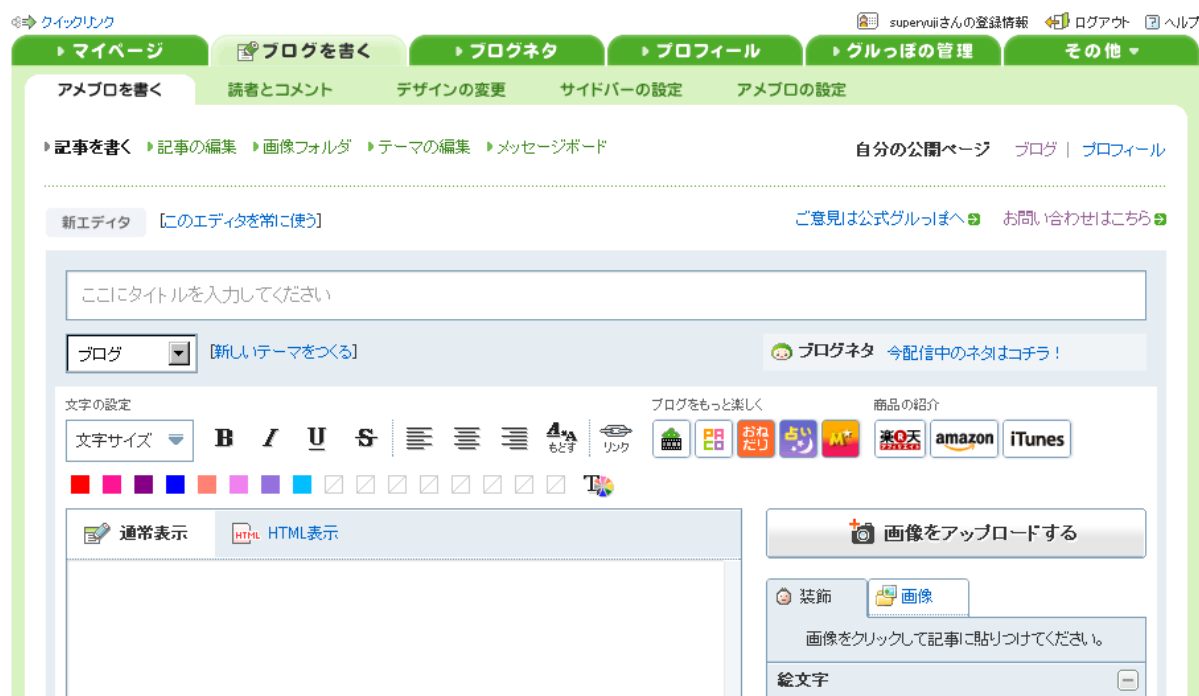 クイックリンク superyujiさんの登録情報 ログアウト ヘルプ
マイページ ブログを書く ブログネタ プロフィール グルっぽの管理 その他
アメブロを書く 読者とコメント デザインの変更 サイドバーの設定 アメブロの設定
記事を書く 記事の編集 画像フォルダ テーマの編集 メッセージボード 自分の公開ページ ブログ | プロフィール
新エディタ [このエディタを常に使う] ご意見は公式グルっぽへ お問い合わせはこちら
ここにタイトルを入力してください
ブログ [新しいテーマをつくる] ブログネタ 今配信中のネタはコチラ!
文字の設定 ブログをもっと楽しく 商品の紹介
文字サイズ B I U S もどす リンク おねだり 占い 楽天 amazon iTunes
T
通常表示 HTML HTML表示 画像をアップロードする
装飾 画像
画像をクリックして記事に貼りつけてください。
絵文字